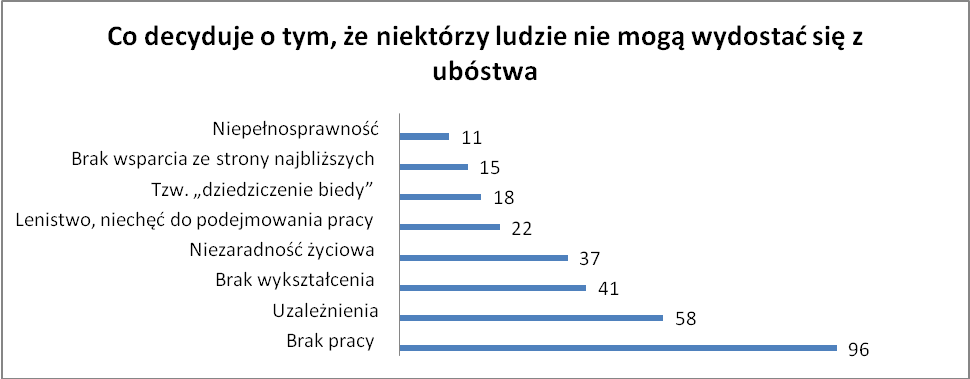 Co decyduje o tym, że niektórzy ludzie nie mogą wydostać się z
ubóstwa
Niepełnosprawność 11
Brak wsparcia ze strony najbliższych 15
Tzw. „dziedziczenie biedy” 18
Lenistwo, niechęć do podejmowania pracy 22
Niezaradność życiowa 37
Brak wykształcenia 41
Uzależnienia 58
Brak pracy 96